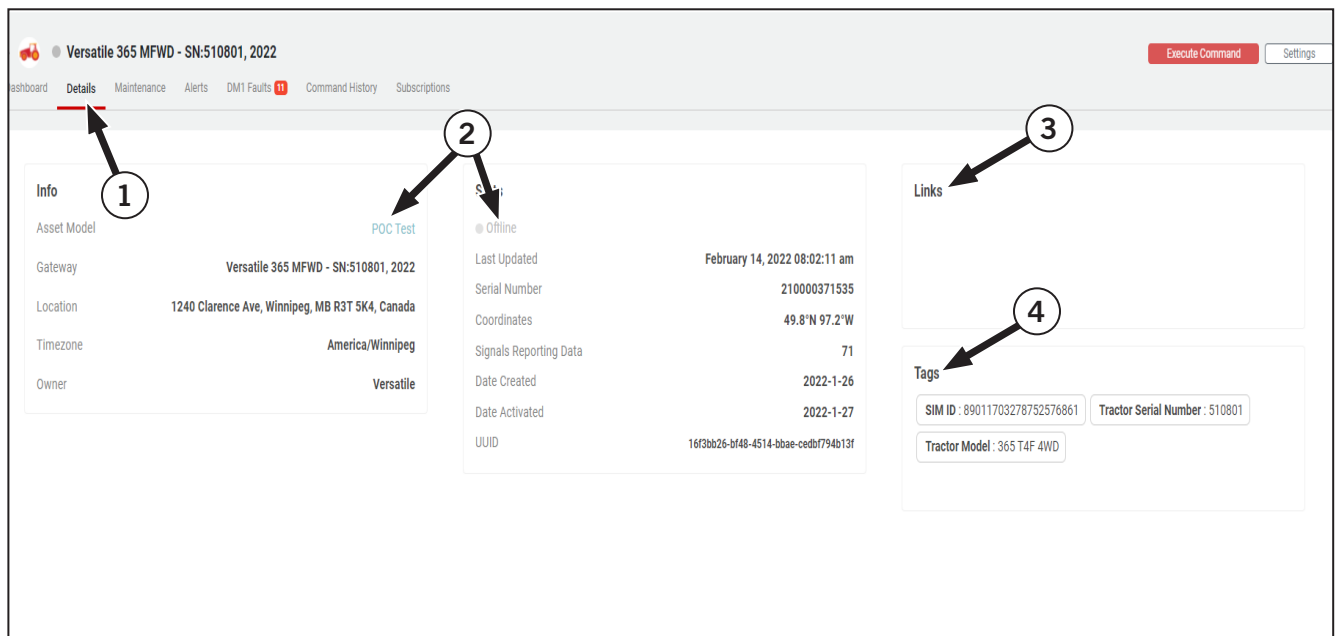 Versatile 365 MFWD - SN:510801, 2022
Execute Command
Settings
ashboard Details Maintenance Alerts DM1 Faults 11 Command History Subscriptions
1
2
3
4
Info
Asset Model POC Test
Gateway Versatile 365 MFWD - SN:510801, 2022
Location 1240 Clarence Ave, Winnipeg, MB R3T 5K4, Canada
Timezone America/Winnipeg
Owner Versatile
Offline
Last Updated February 14, 2022 08:02:11 am
Serial Number 210000371535
Coordinates 49.8°N 97.2°W
Signals Reporting Data 71
Date Created 2022-1-26
Date Activated 2022-1-27
UUID 16f3bb26-bf48-4514-bbae-cedbf794b13f
Links
Tags
SIM ID : 89011703278752576861 Tractor Serial Number : 510801
Tractor Model : 365 T4F 4WD